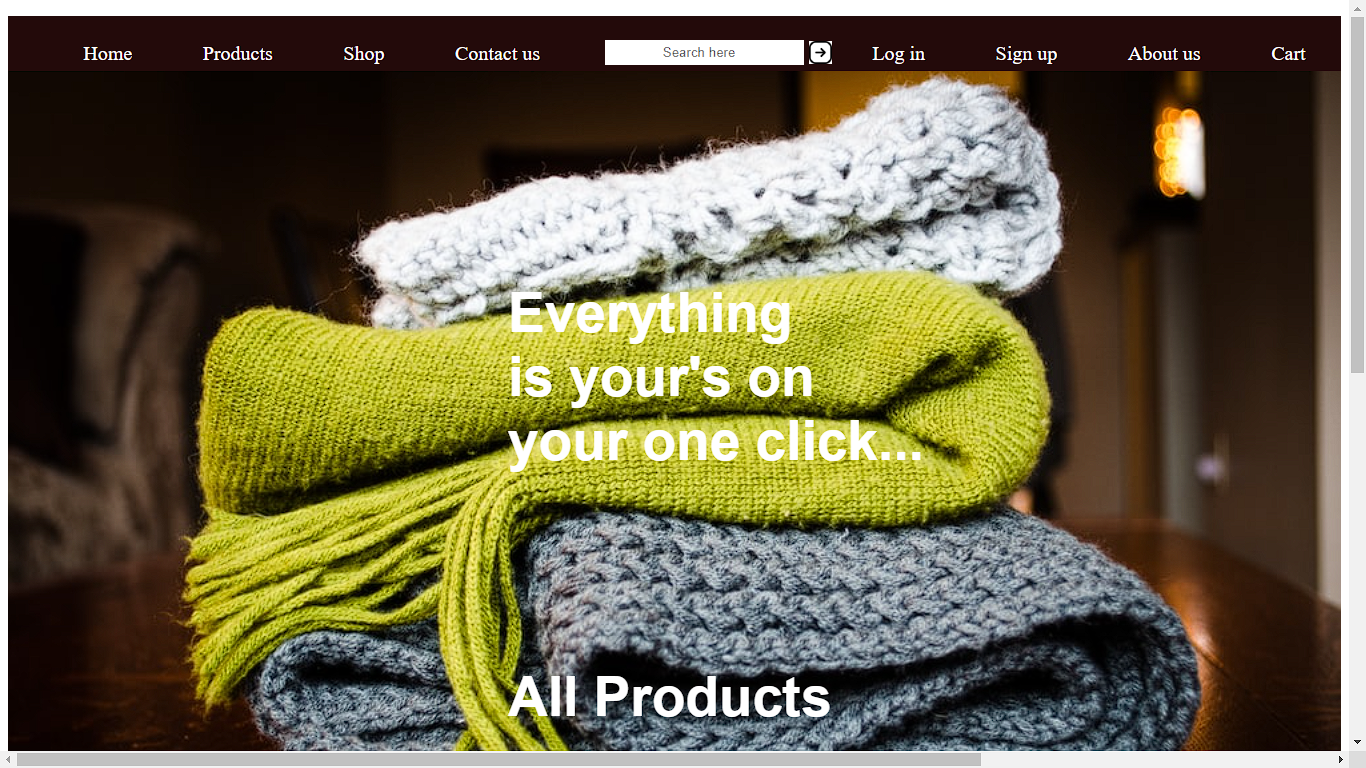 Home Products Shop Contact us Search here Log in Sign up About us Cart
Everything
is your's on
your one click...
All Products